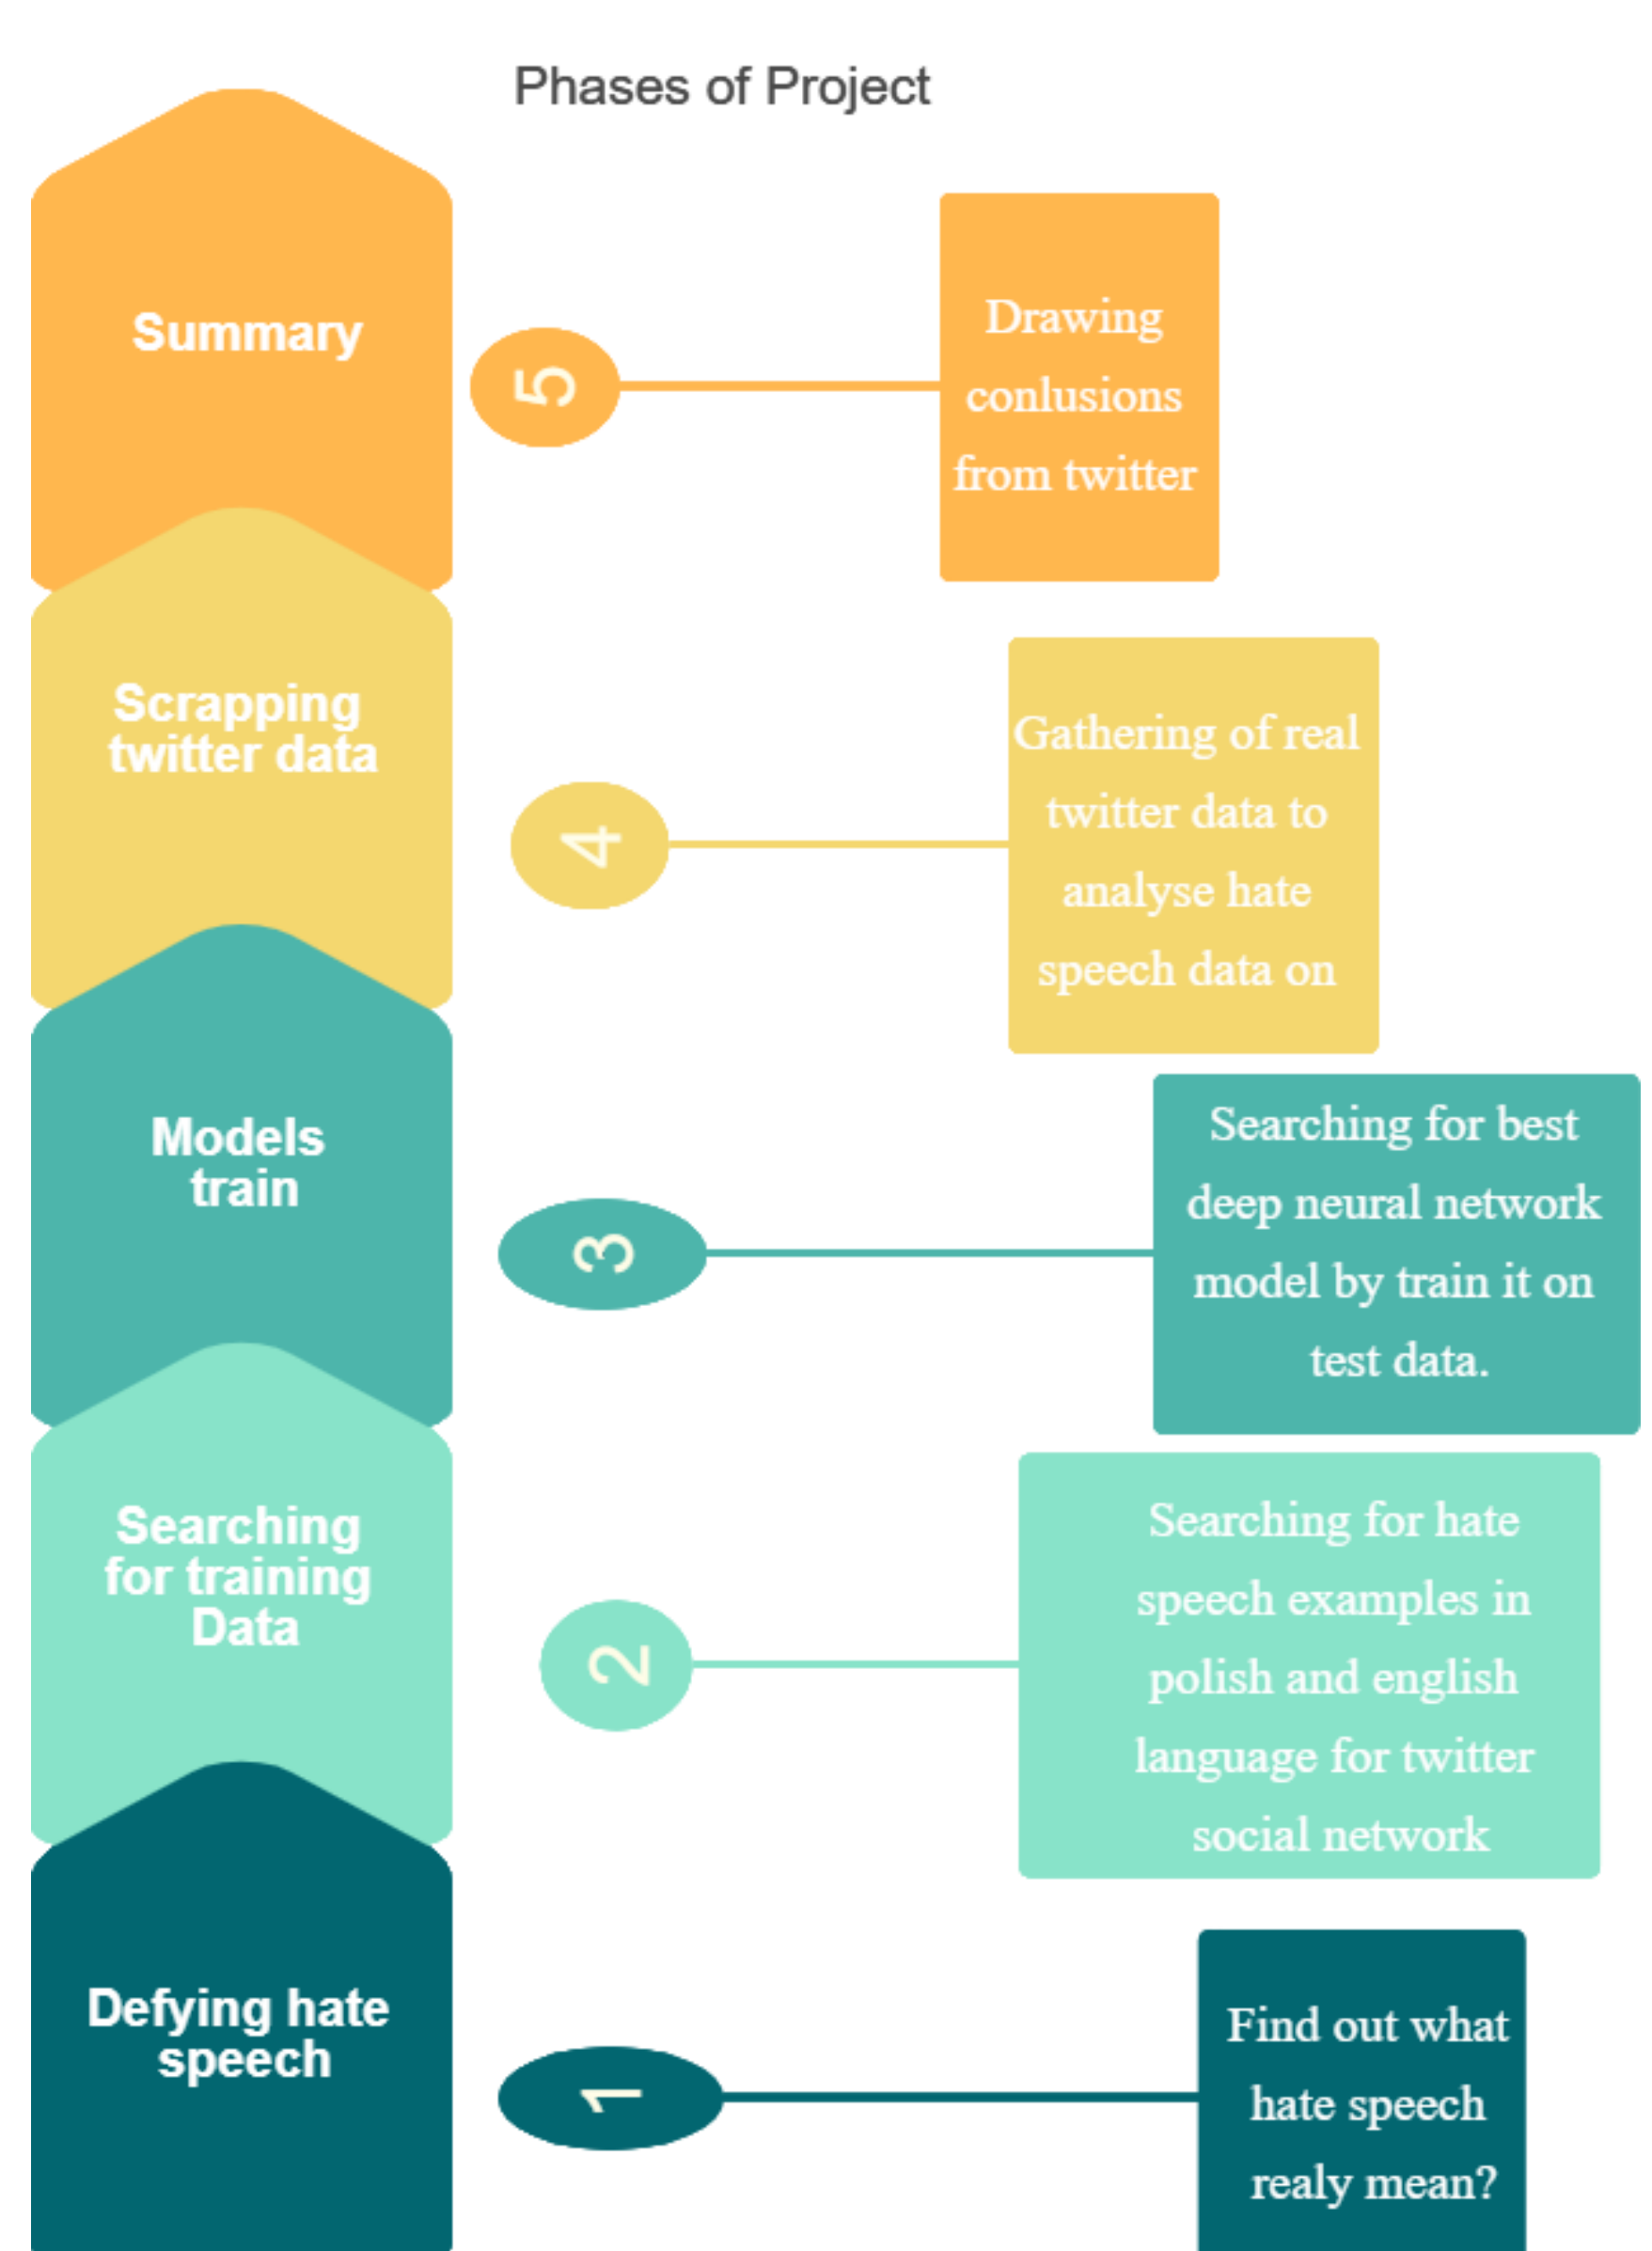 Phases of Project
Summary
5
Drawing
conlusions
from twitter
Scrapping
twitter data
4
Gathering of real
twitter data to
analyse hate
speech data on
Models
train
3
Searching for best
deep neural network
model by train it on
test data.
Searching
for training
Data
2
Searching for hate
speech examples in
polish and english
language for twitter
social network
Defying hate
speech
1
Find out what
hate speech
realy mean?